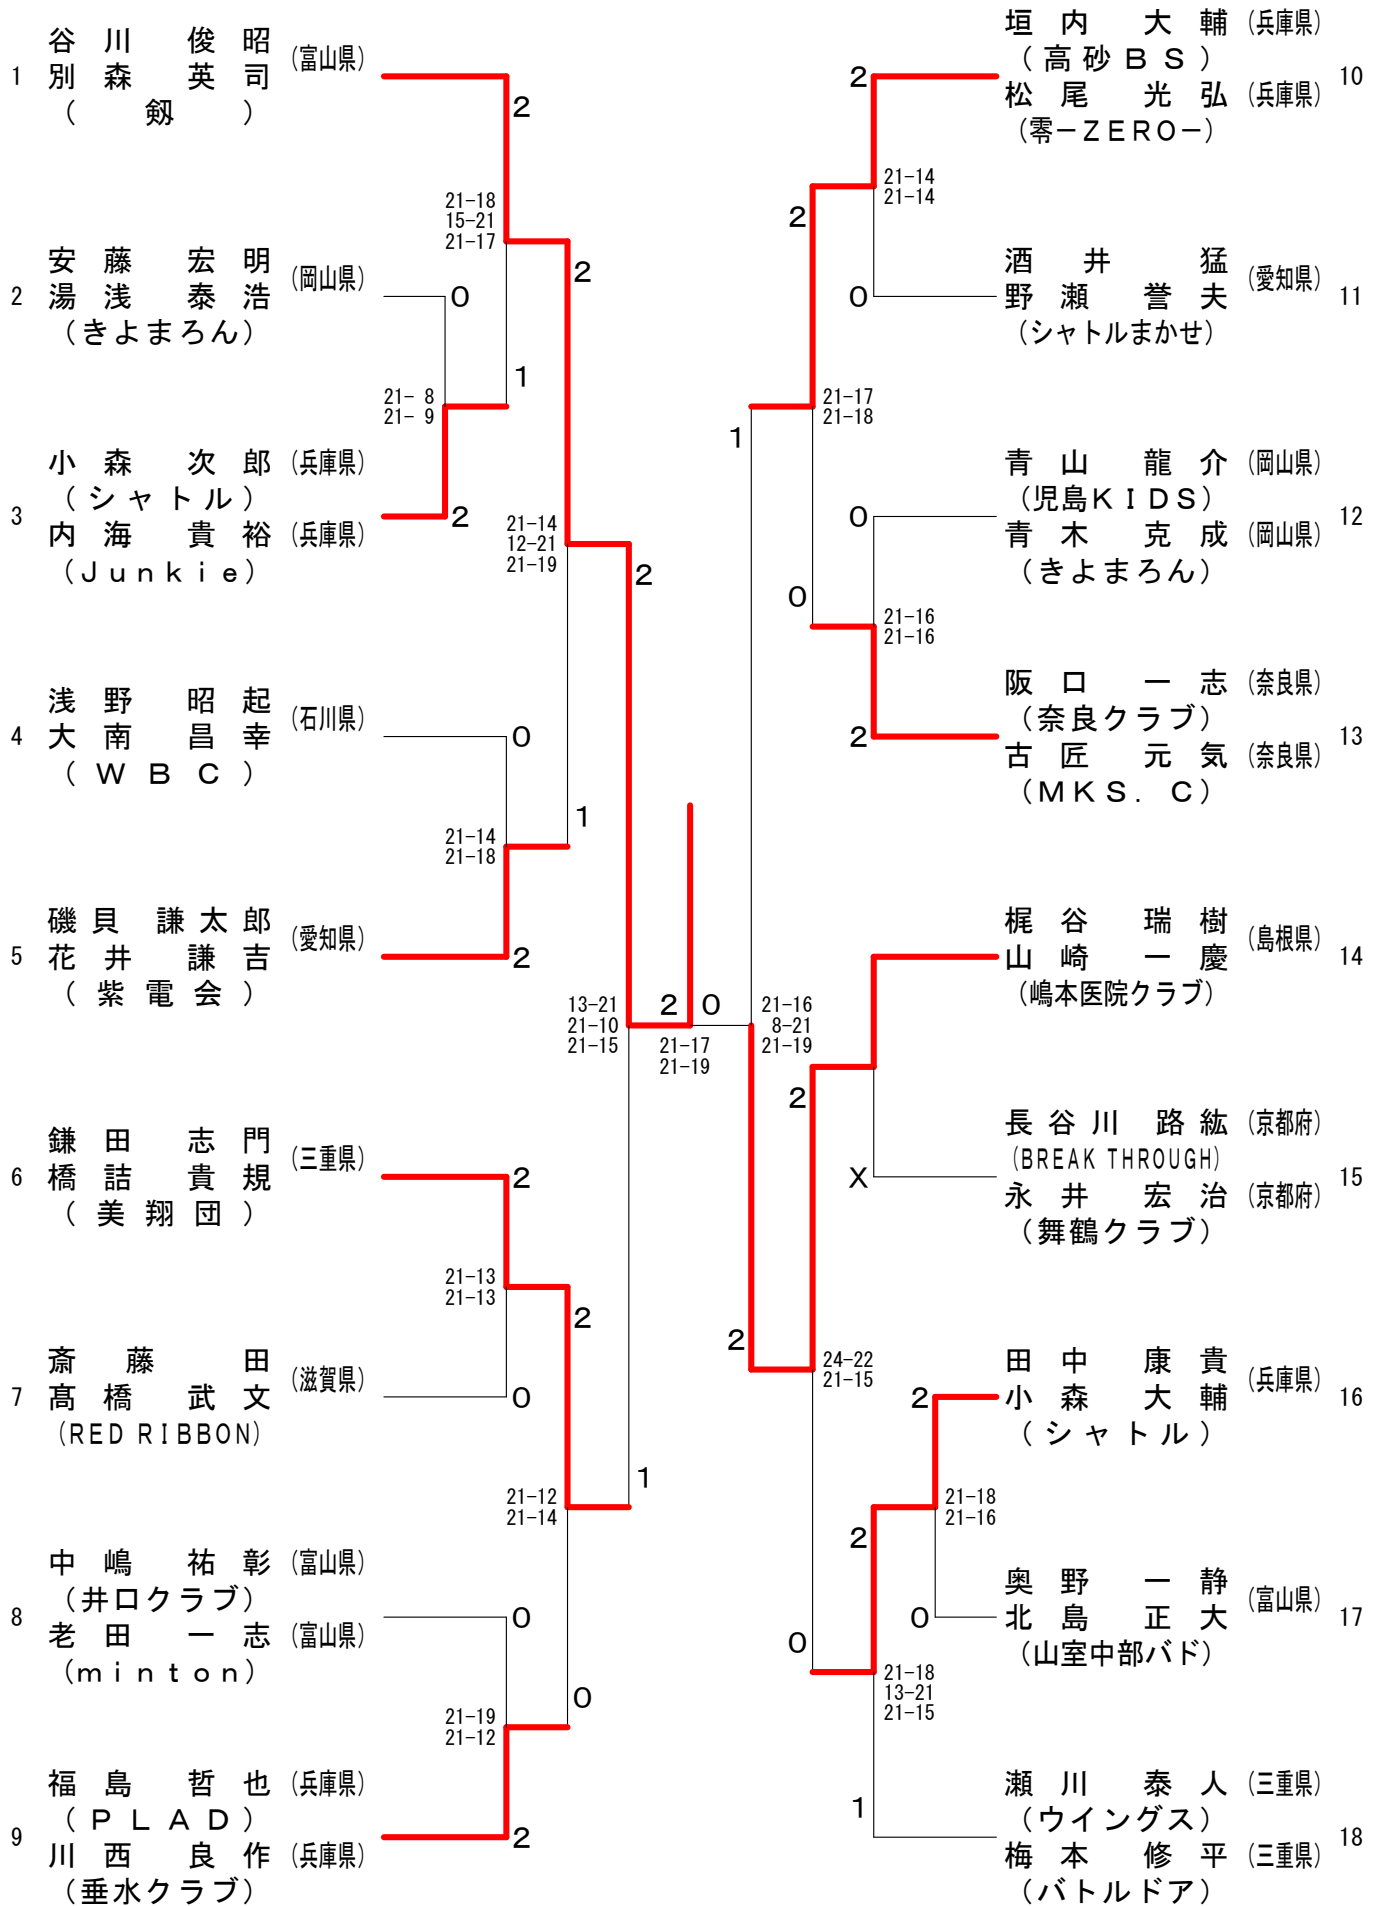 1
谷川 俊昭
別森 英司
(富山県)
(剱)
2
安藤 宏明
湯浅 泰浩
(岡山県)
(きよまろん)
3
小森 次郎 (兵庫県)
(シャトル)
内海 貴裕 (兵庫県)
(Junkie)
4
浅野 昭起
大南 昌幸
(石川県)
(WBC)
5
磯貝 謙太郎
花井 謙吉
(愛知県)
(紫電会)
6
鎌田 志門
橋詰 貴規
(三重県)
(美翔団)
7
斎藤 田
髙橋 武文
(滋賀県)
(RED RIBBON)
8
中嶋 祐彰 (富山県)
(井口クラブ)
老田 一志 (富山県)
(minton)
9
福島 哲也 (兵庫県)
(PLAD)
川西 良作 (兵庫県)
(垂水クラブ)
2
21-18
15-21
21-17
0
1
21- 8
21- 9
2
2
21-14
12-21
21-19
0
1
21-14
21-18
2
2
13-21
21-10
21-15
2
21-13
21-13
0
2
21-12
21-14
1
0
0
21-19
21-12
2
2 0
21-17
21-19
1
21-16
8-21
21-19
2
2
21-17
21-18
0
2
21-14
21-14
0
0
21-16
21-16
2
2
24-22
21-15
0
X
2
21-18
21-16
0
2
21-18
13-21
21-15
1
垣内 大輔 (兵庫県)
(高砂BS)
松尾 光弘 (兵庫県)
(零－ZERO－)
10
酒井 猛
野瀬 誉夫
(愛知県)
(シャトルまかせ)
11
青山 龍介 (岡山県)
(児島KIDS)
青木 克成 (岡山県)
(きよまろん)
12
阪口 一志 (奈良県)
(奈良クラブ)
古匠 元気 (奈良県)
(MKS.C)
13
梶谷 瑞樹
山崎 一慶
(島根県)
(嶋本医院クラブ)
14
長谷川 路紘 (京都府)
(BREAK THROUGH)
永井 宏治 (京都府)
(舞鶴クラブ)
15
田中 康貴
小森 大輔
(兵庫県)
(シャトル)
16
奥野 一静
北島 正大
(富山県)
(山室中部バド)
17
瀬川 泰人 (三重県)
(ウイングス)
梅本 修平 (三重県)
(バトルドア)
18